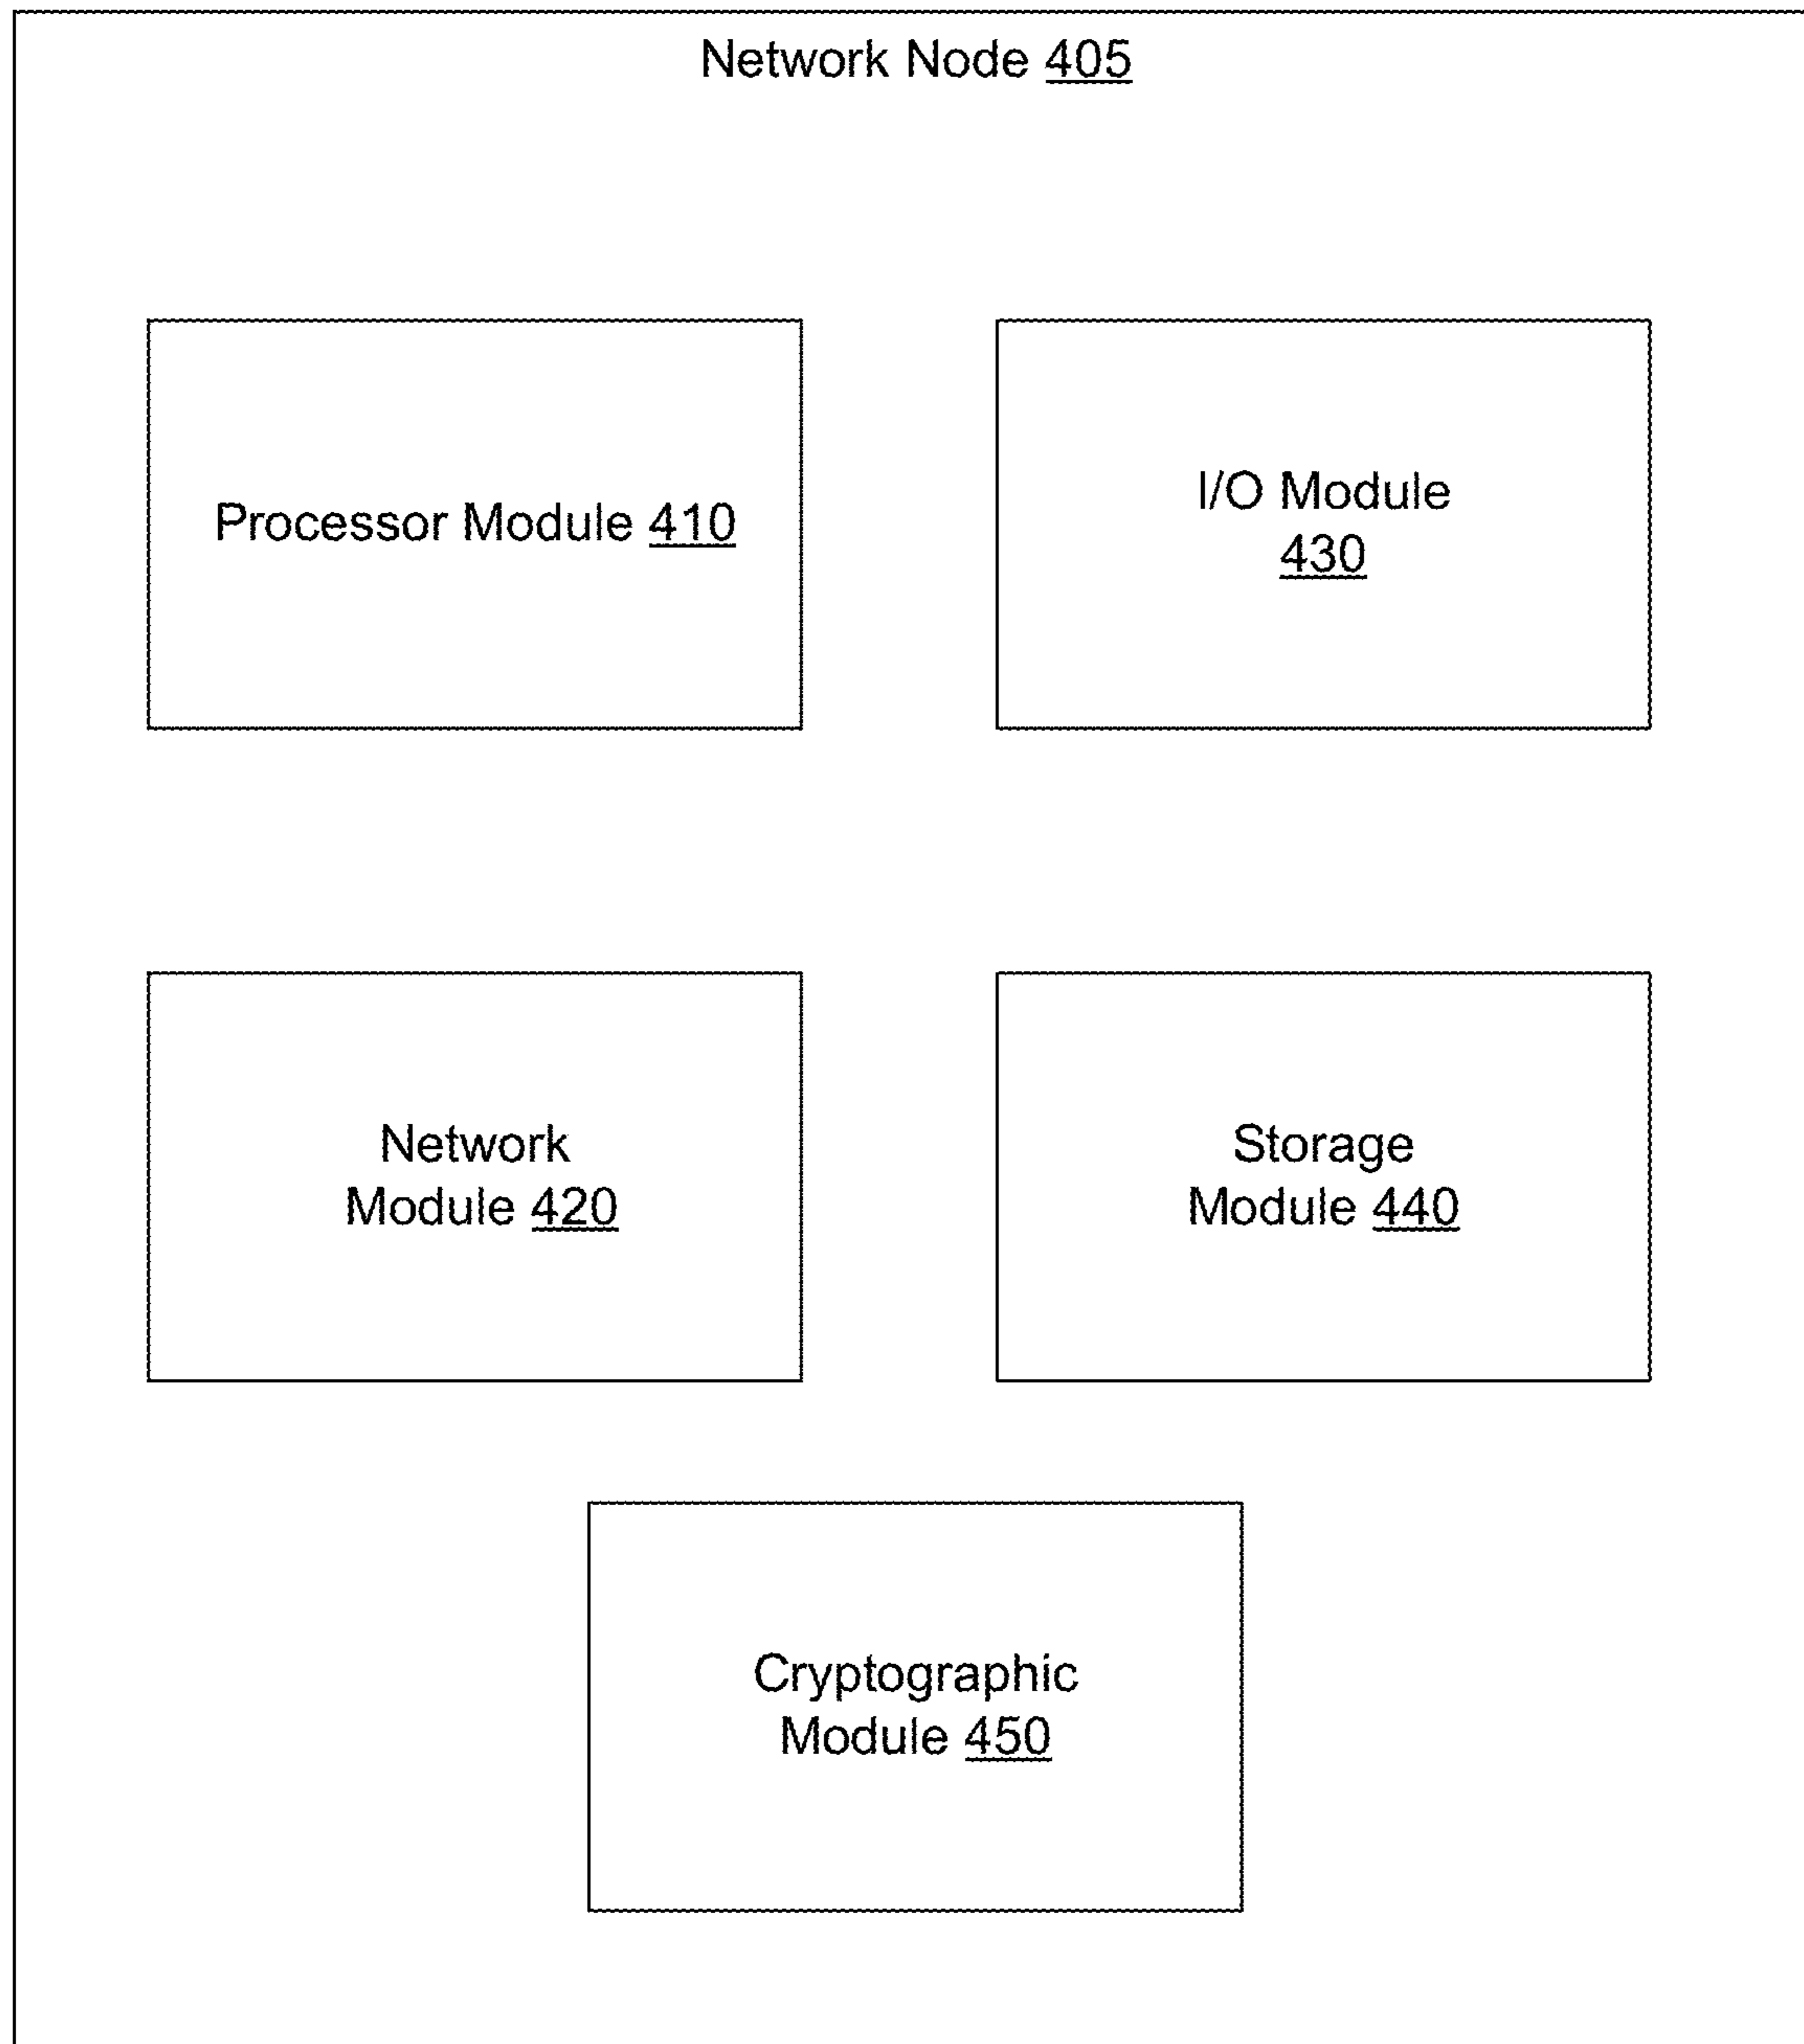 Network Node 405
Processor Module 410
I/O Module
430
Network
Module 420
Storage
Module 440
Cryptographic
Module 450